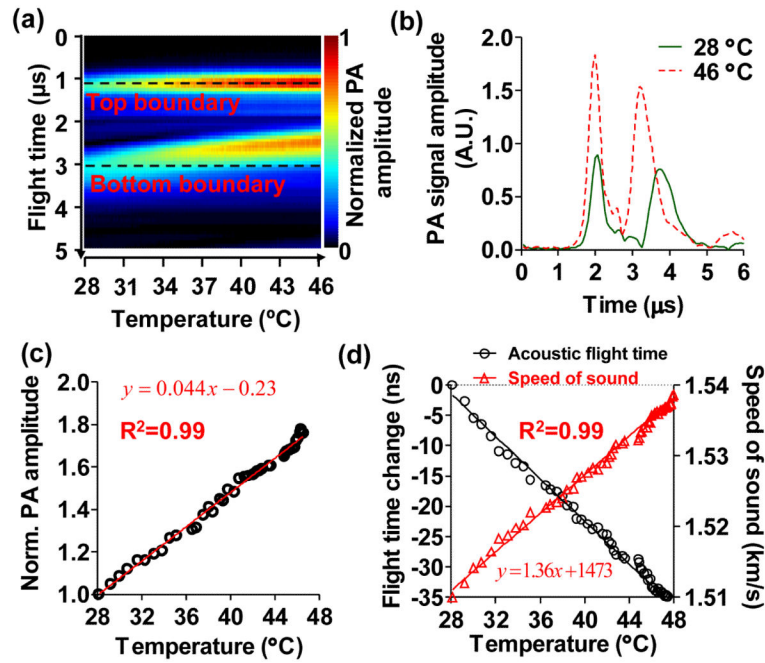 (a)
0
1
2
3
4
5
Flight time (µs)
Top boundary
Bottom boundary
28 31 34 37 40 43 46
Temperature (ºC)
1
0
Normalized PA
amplitude
(b)
2.0
1.5
1.0
0.5
0.0
PA signal amplitude
(A.U.)
28 ºC
46 ºC
0 1 2 3 4 5 6
Time (µs)
(c)
2.0
1.8
1.6
1.4
1.2
1.0
Norm. PA amplitude
y = 0.044x − 0.23
R²=0.99
28 32 36 40 44 48
Temperature (ºC)
(d)
Acoustic flight time
Speed of sound
0
-5
-10
-15
-20
-25
-30
-35
Flight time change (ns)
R²=0.99
y=1.36x+1473
1.54
1.53
1.52
1.51
Speed of sound (km/s)
28 32 36 40 44 48
Temperature (ºC)